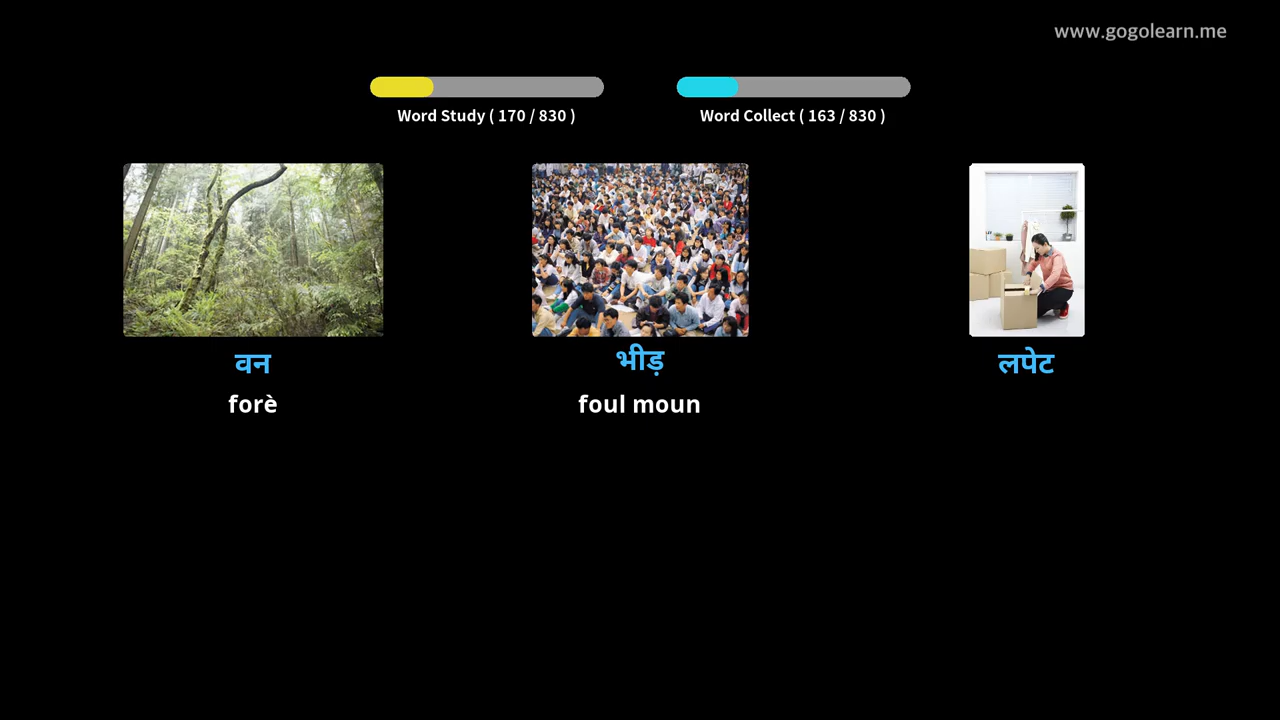 www.gogolearn.me
Word Study ( 170 / 830 )
Word Collect ( 163 / 830 )
वन
भीड़
लपेट
forè
foul moun